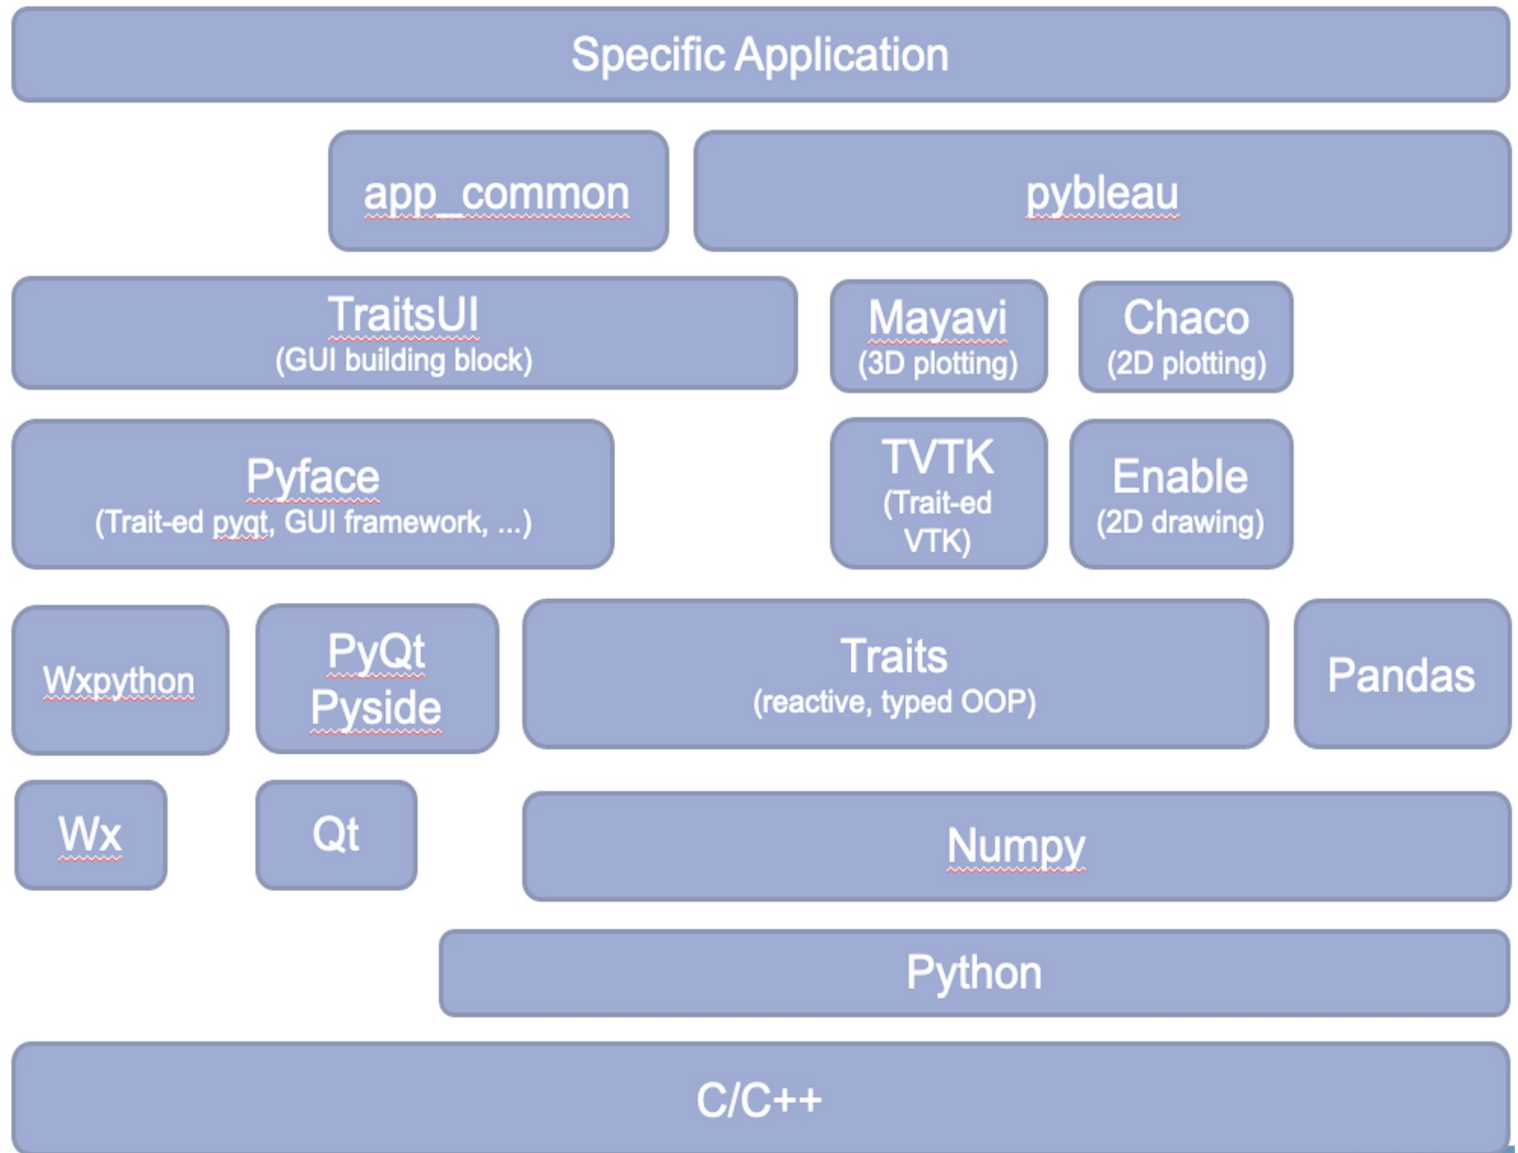 Specific Application
app_common
pybleau
TraitsUI
(GUI building block)
Mayavi
(3D plotting)
Chaco
(2D plotting)
Pyface
(Trait-ed pyqt, GUI framework, ...)
TVTK
(Trait-ed
VTK)
Enable
(2D drawing)
Wxpython
PyQt
Pyside
Traits
(reactive, typed OOP)
Pandas
Wx
Qt
Numpy
Python
C/C++